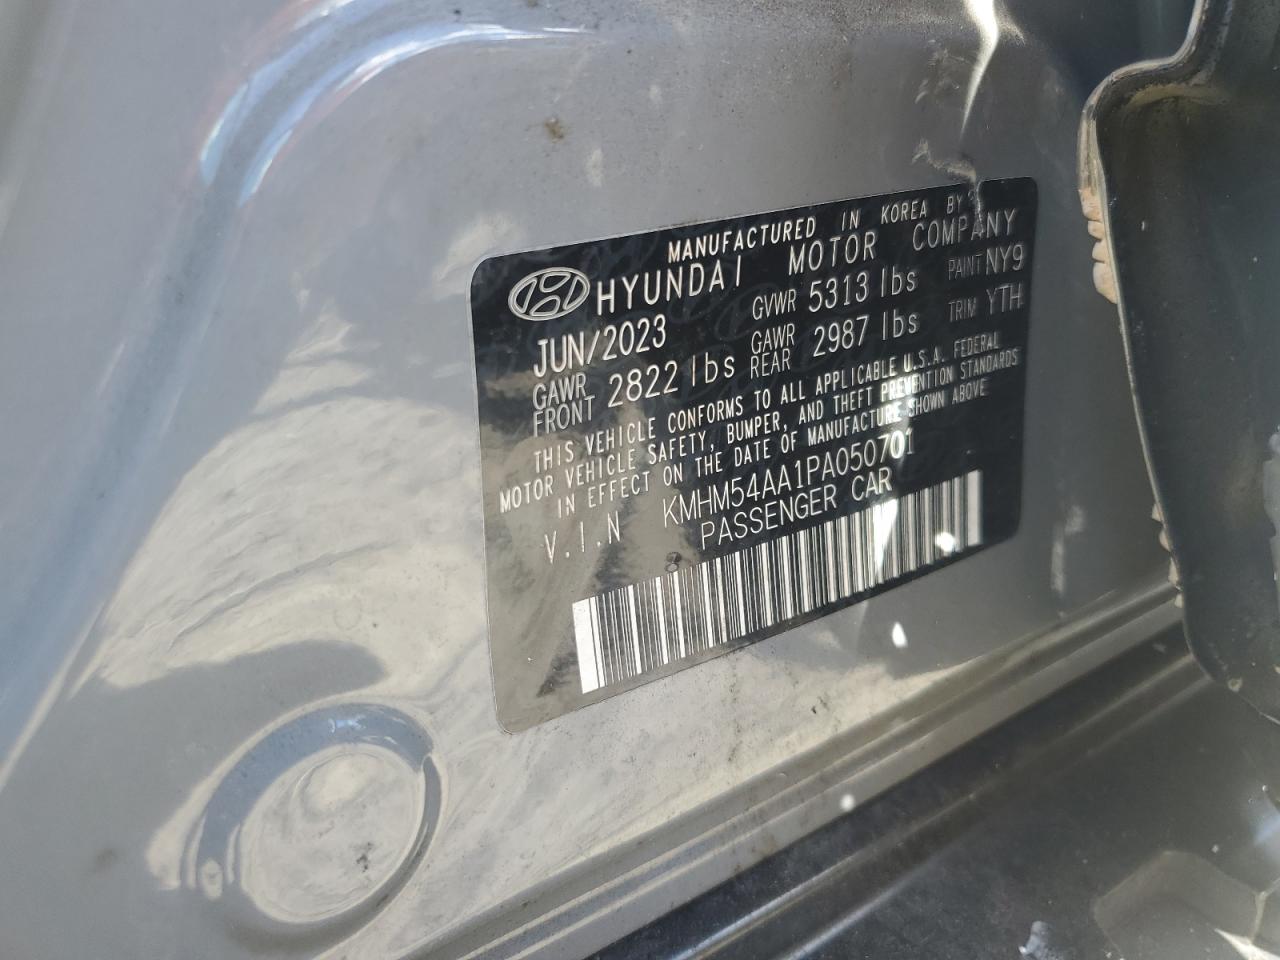 MANUFACTURED IN KOREA BY
HYUNDAI MOTOR COMPANY
JUN/2023 GVWR 5313 lbs PAINT NY9
GAWR FRONT 2822 lbs GAWR REAR 2987 lbs TRIM YTH
THIS VEHICLE CONFORMS TO ALL APPLICABLE U.S.A. FEDERAL
MOTOR VEHICLE SAFETY, BUMPER, AND THEFT PREVENTION STANDARDS
IN EFFECT ON THE DATE OF MANUFACTURE SHOWN ABOVE
V.I.N KMHM54AA1PA050701
PASSENGER CAR